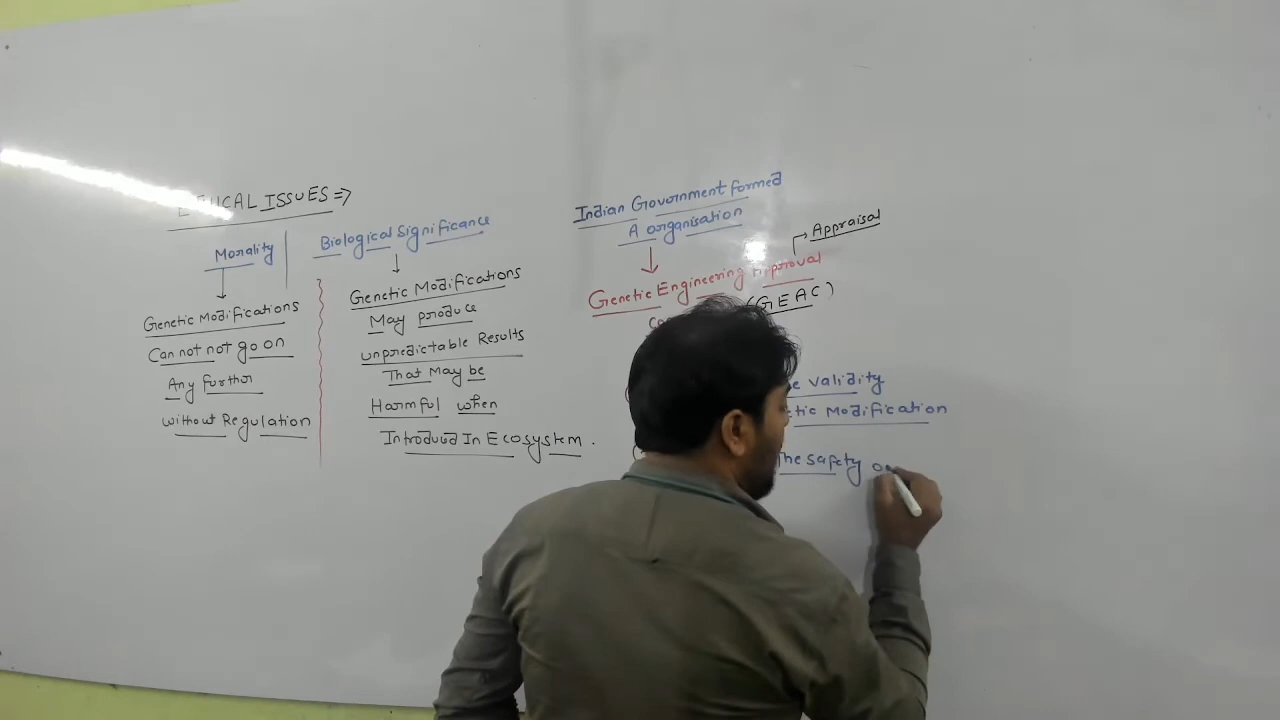 ISSUES =>
Morality
Genetic Modifications
Can not not go on
Any further
without Regulation
Biological Significance
Genetic Modifications
May produce
unpredictable Results
That May be
Harmful when
Introdued In Ecosystem.
Indian Government formed
A organisation
Appraisal
Genetic Engineering
(GEAC)
validity
Modification
The safety